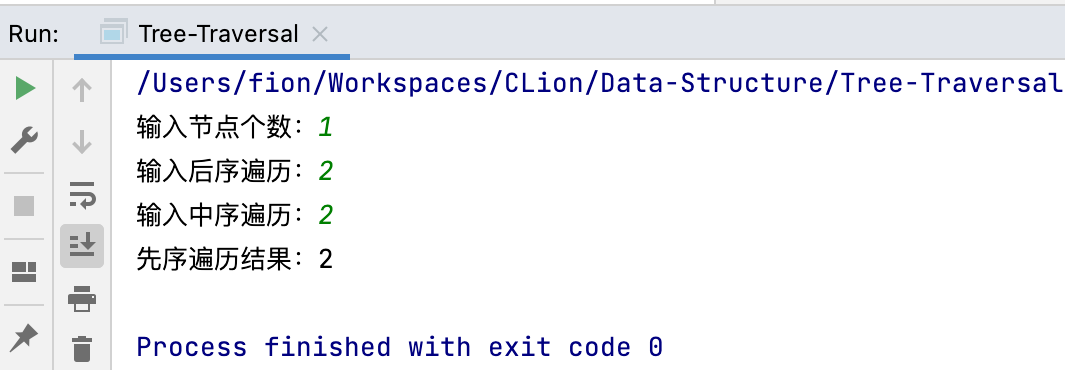 Run: Tree-Traversal
/Users/fion/Workspaces/CLion/Data-Structure/Tree-Traversal
输入节点个数：1
输入后序遍历：2
输入中序遍历：2
先序遍历结果：2
Process finished with exit code 0